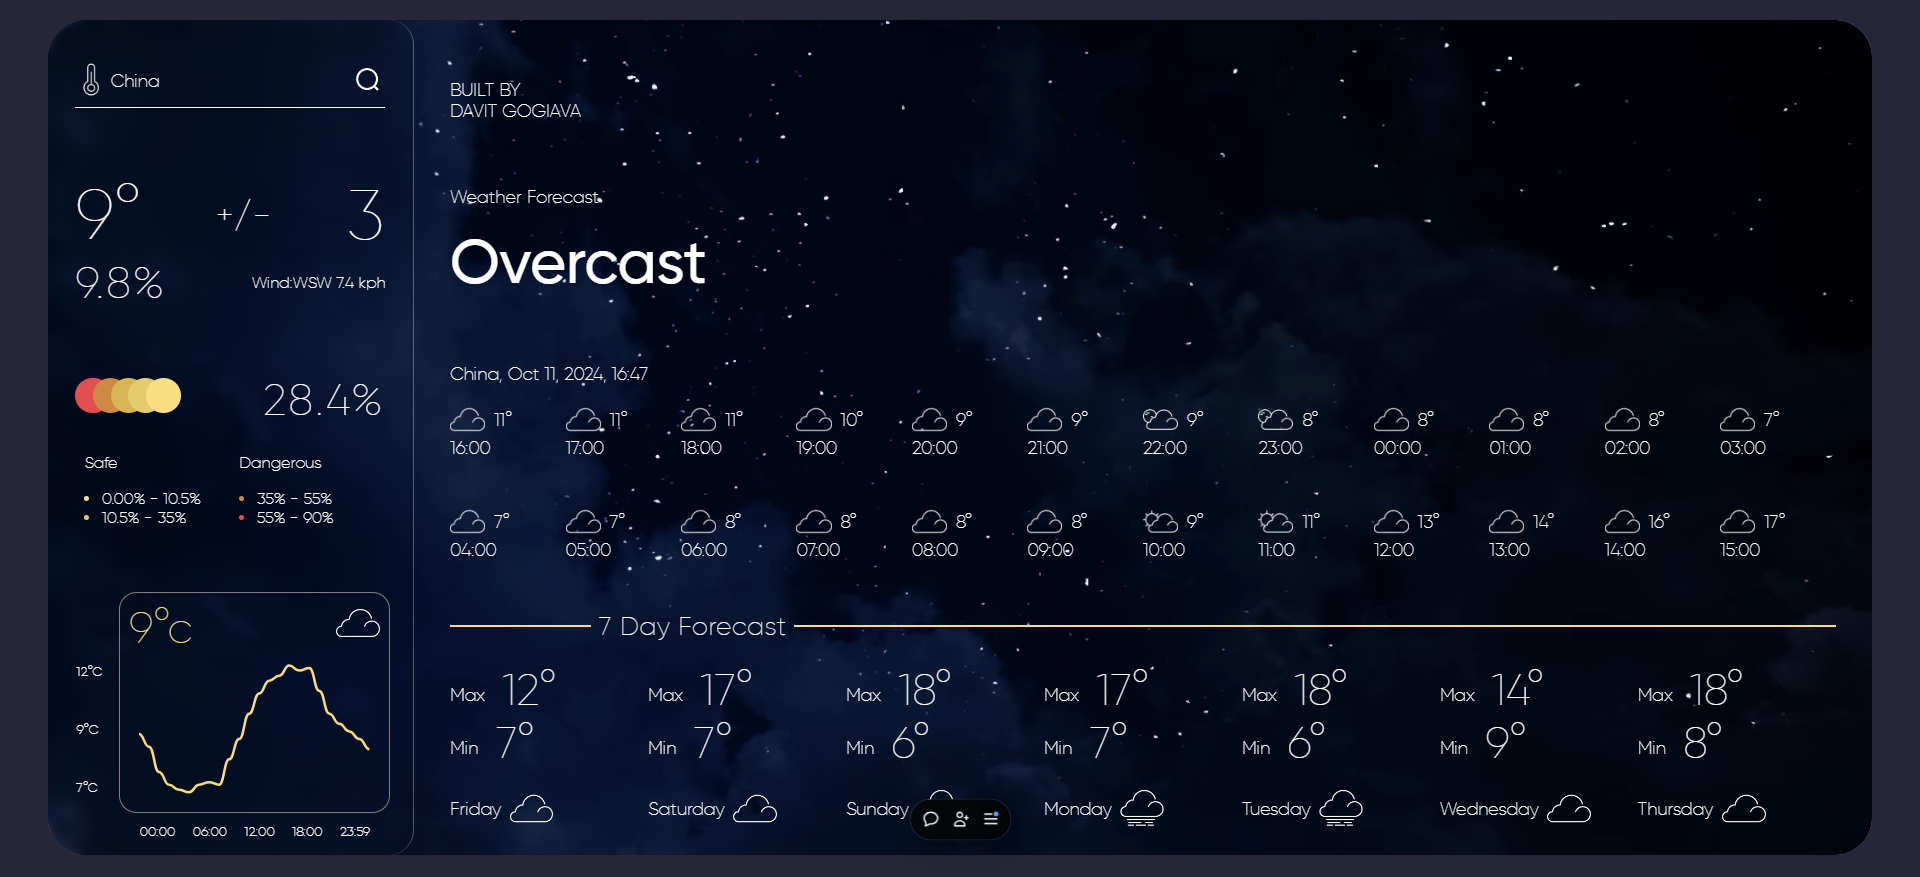 China
9°
+/-
3
9.8%
Wind:WSW 7.4 kph
28.4%
Safe
Dangerous
0.00% - 10.5%
10.5% - 35%
35% - 55%
55% - 90%
9°C
12°C
9°C
7°C
00:00 06:00 12:00 18:00 23:59
BUILT BY
DAVIT GOGIAVA
Weather Forecast
Overcast
China, Oct 11, 2024, 16:47
11° 11° 11° 10° 9° 9° 9° 8° 8° 8° 8° 7°
16:00 17:00 18:00 19:00 20:00 21:00 22:00 23:00 00:00 01:00 02:00 03:00
7° 7° 8° 8° 8° 8° 9° 11° 13° 14° 16° 17°
04:00 05:00 06:00 07:00 08:00 09:00 10:00 11:00 12:00 13:00 14:00 15:00
7 Day Forecast
Max 12° Max 17° Max 18° Max 17° Max 18° Max 14° Max 18°
Min 7° Min 7° Min 6° Min 7° Min 6° Min 9° Min 8°
Friday Saturday Sunday Monday Tuesday Wednesday Thursday